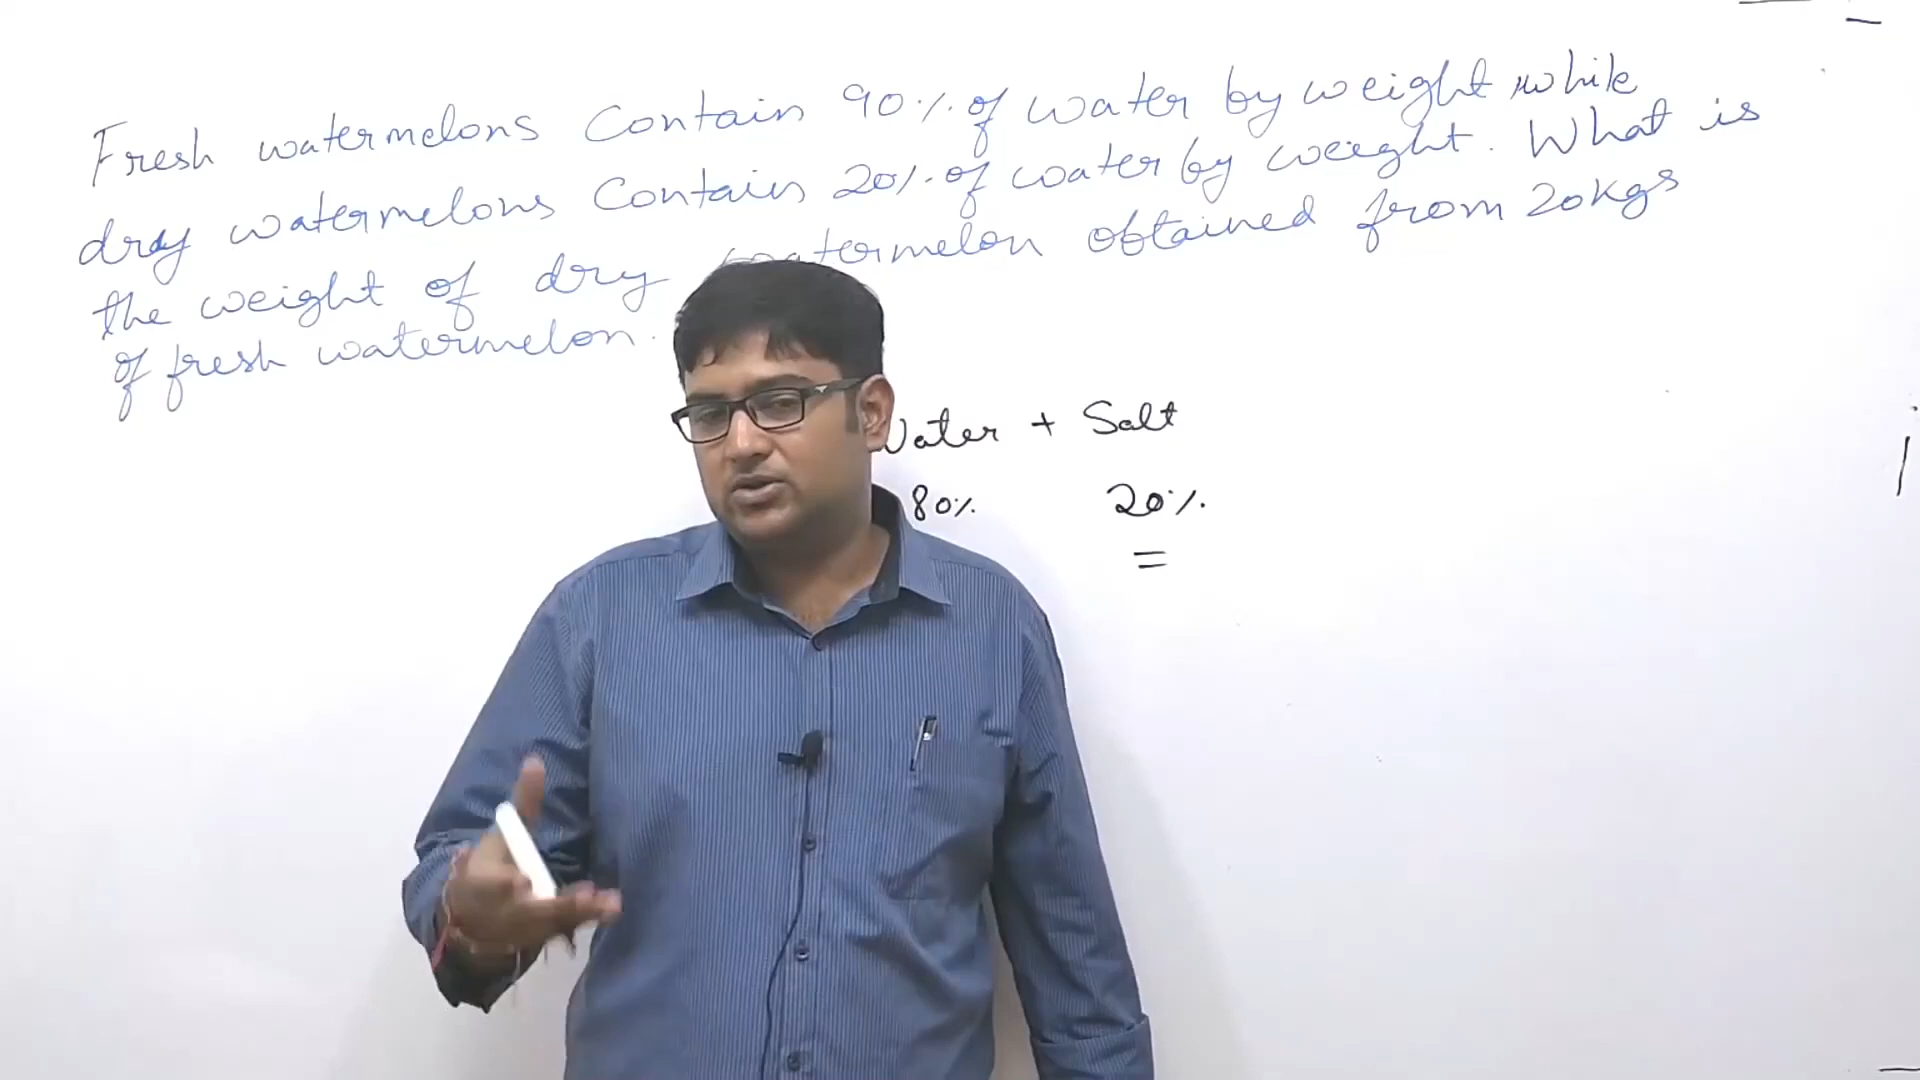 Fresh watermelons contain 90% of water by weight while
dry watermelons contain 20% of water by weight. What is
the weight of dry watermelon obtained from 20kgs
of fresh watermelon.
Water + Salt
80% 20%
=